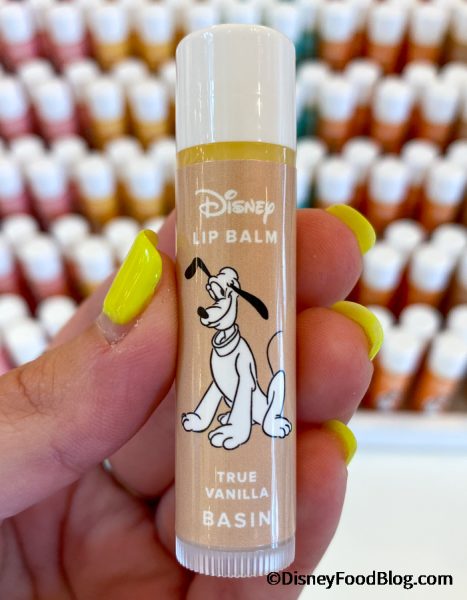 Disney
LIP BALM
TRUE
VANILLA
BASIN
©DisneyFoodBlog.com